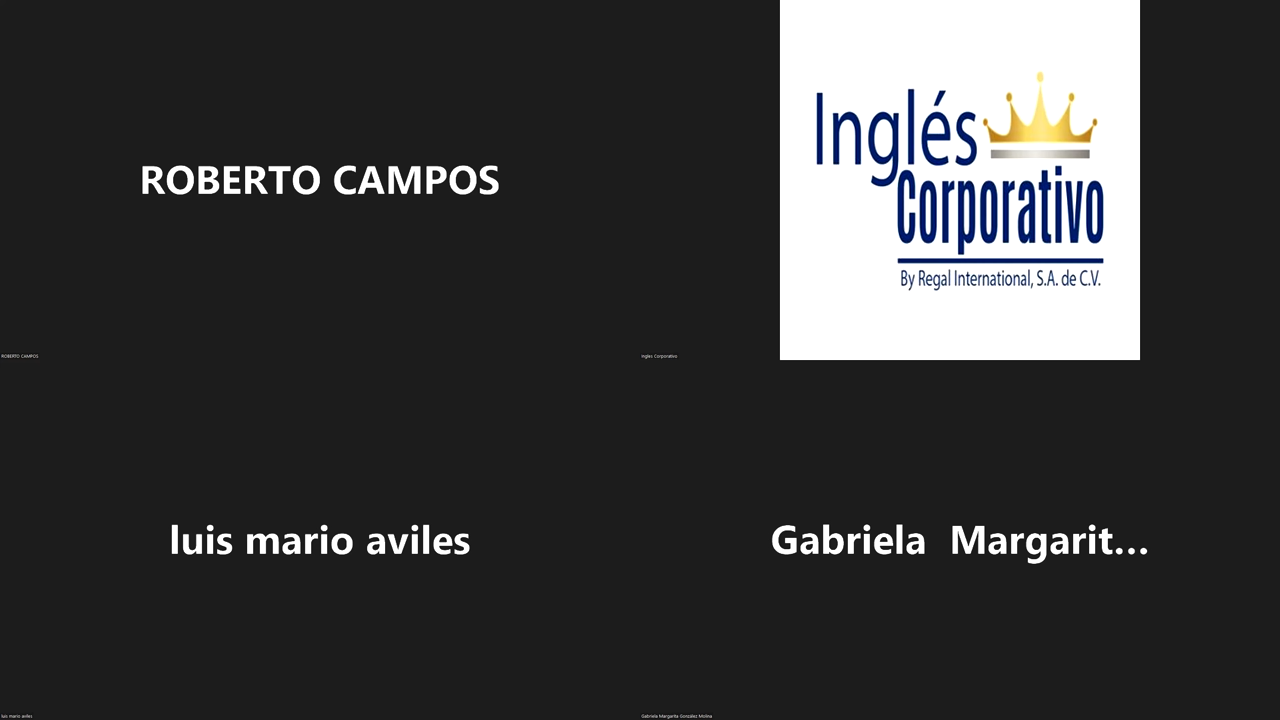 ROBERTO CAMPOS
Inglés
Corporativo
By Regal International, S.A. de C.V.
ROBERTO CAMPOS
Ingles Corporativo
luis mario aviles
Gabriela  Margarit...
luis mario aviles
Gabriela Margarita González Molina